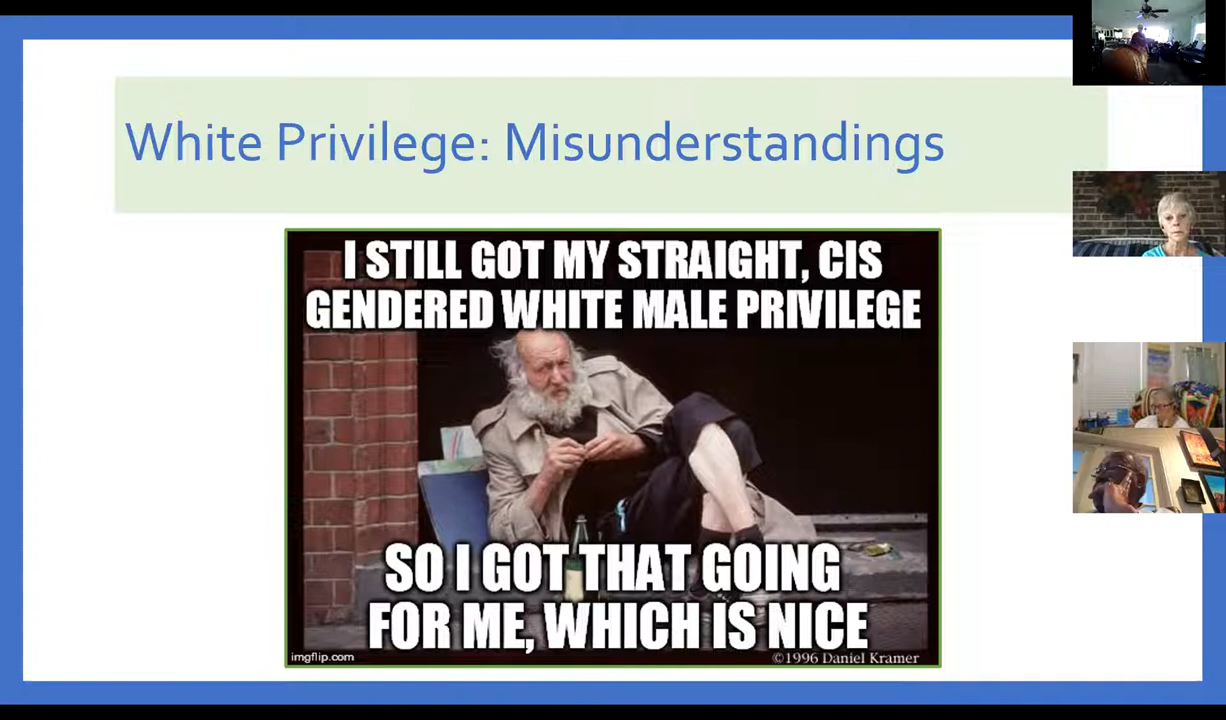 White Privilege: Misunderstandings
I STILL GOT MY STRAIGHT, CIS
GENDERED WHITE MALE PRIVILEGE
SO I GOT THAT GOING
FOR ME, WHICH IS NICE
imgflip.com
©1996 Daniel Kramer